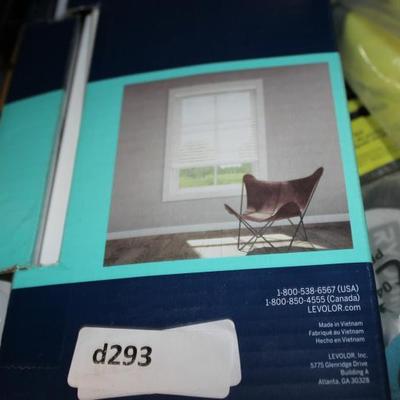 1-800-538-6567 (USA)
1-800-850-4555 (Canada)
LEVOLOR.com
Made in Vietnam
Fabriqué au Vietnam
Hecho en Vietnam
LEVOLOR, Inc.
5775 Glenridge Drive
Building A
Atlanta, GA 30328
d293